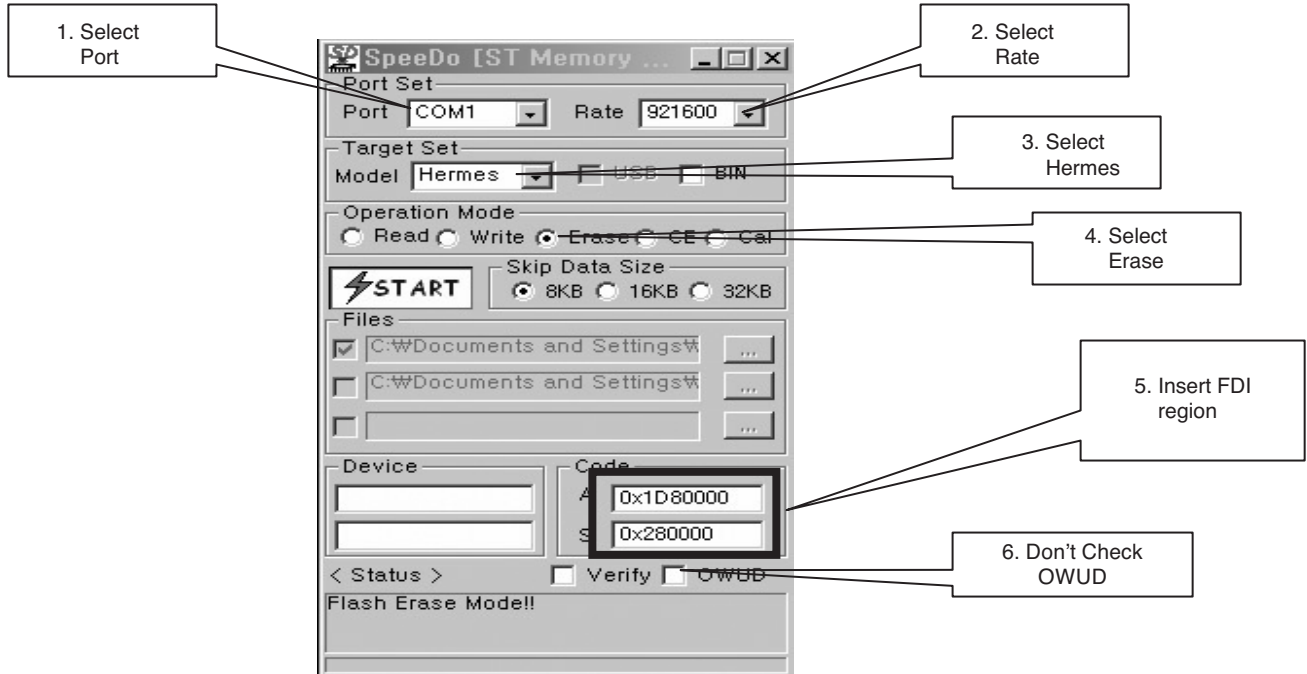 1. Select
Port
2. Select
Rate
SpeeDo [ST Memory ...
Port Set
Port COM1 Rate 921600
3. Select
Hermes
Target Set
Model Hermes USB BIN
Operation Mode
Read Write Erase CE Cal
4. Select
Erase
START
Skip Data Size
8KB 16KB 32KB
Files
C:₩Documents and Settings₩ ...
C:₩Documents and Settings₩ ...
...
5. Insert FDI
region
Device
Code
A 0x1D80000
S 0x280000
6. Don’t Check
OWUD
< Status > Verify OWUD
Flash Erase Mode!!